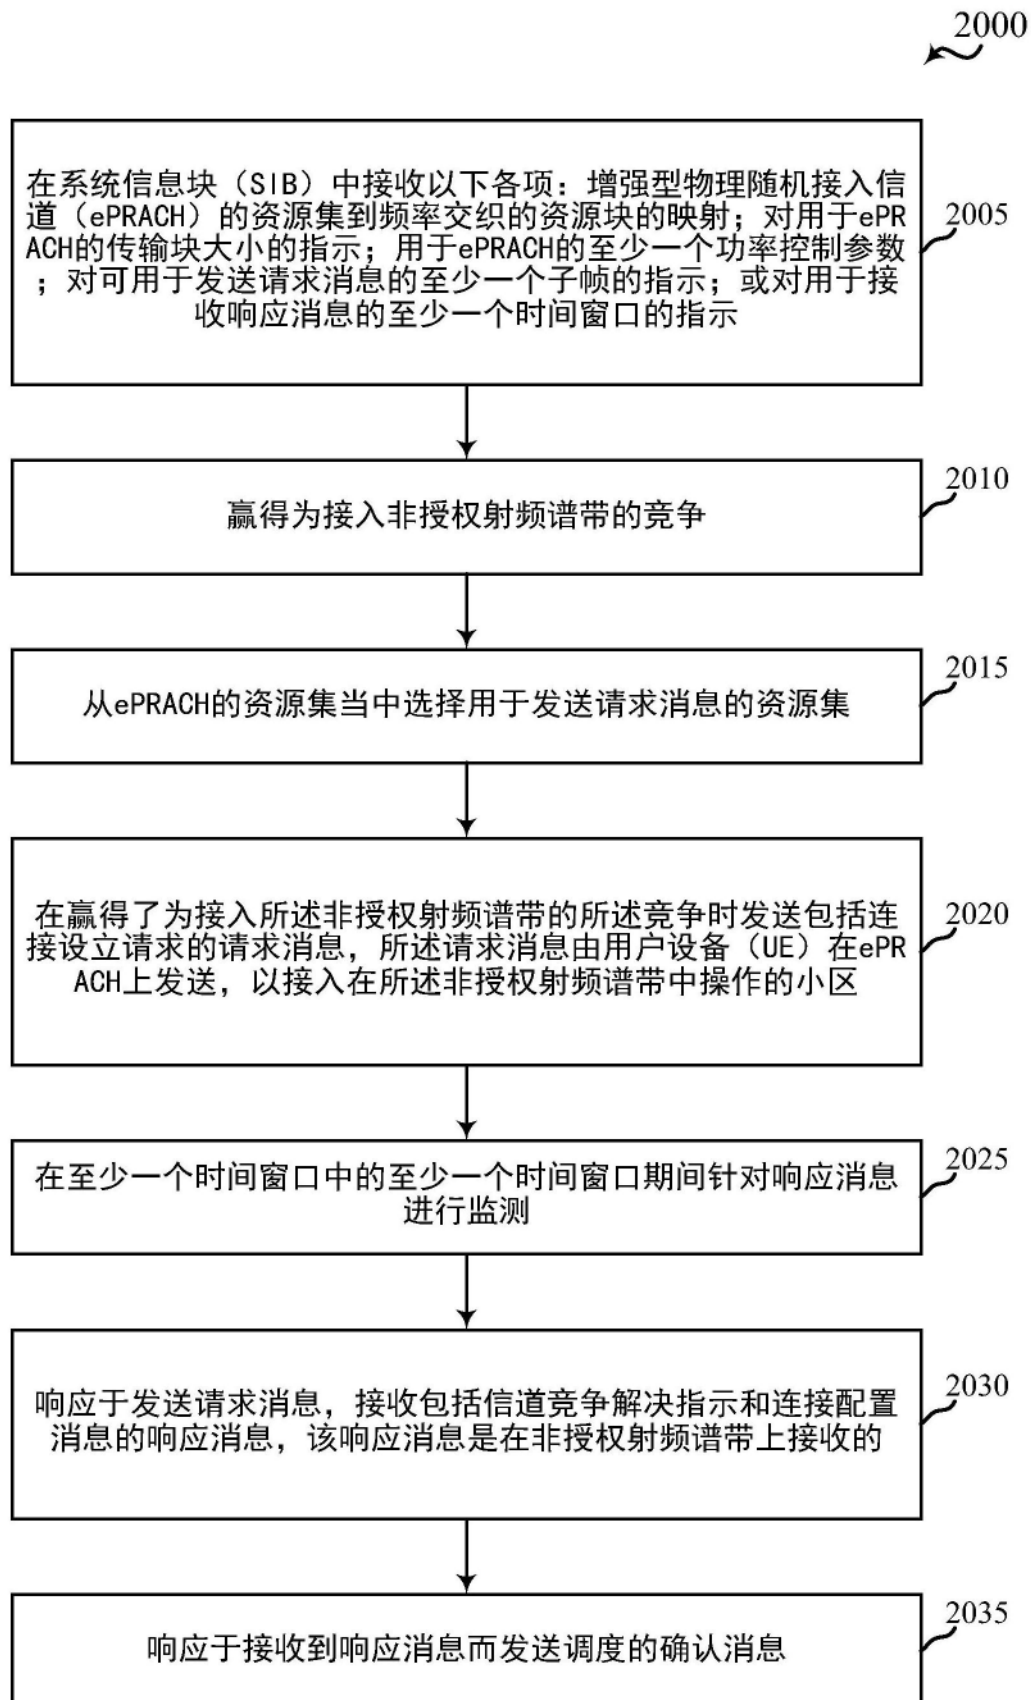 2000
在系统信息块（SIB）中接收以下各项：增强型物理随机接入信
道（ePRACH）的资源集到频率交织的资源块的映射；对用于ePR
ACH的传输块大小的指示；用于ePRACH的至少一个功率控制参数
；对可用于发送请求消息的至少一个子帧的指示；或对用于接
收响应消息的至少一个时间窗口的指示
2005
赢得为接入非授权射频谱带的竞争
2010
从ePRACH的资源集当中选择用于发送请求消息的资源集
2015
在赢得了为接入所述非授权射频谱带的所述竞争时发送包括连
接设立请求的请求消息，所述请求消息由用户设备（UE）在ePR
ACH上发送，以接入在所述非授权射频谱带中操作的小区
2020
在至少一个时间窗口中的至少一个时间窗口期间针对响应消息
进行监测
2025
响应于发送请求消息，接收包括信道竞争解决指示和连接配置
消息的响应消息，该响应消息是在非授权射频谱带上接收的
2030
响应于接收到响应消息而发送调度的确认消息
2035